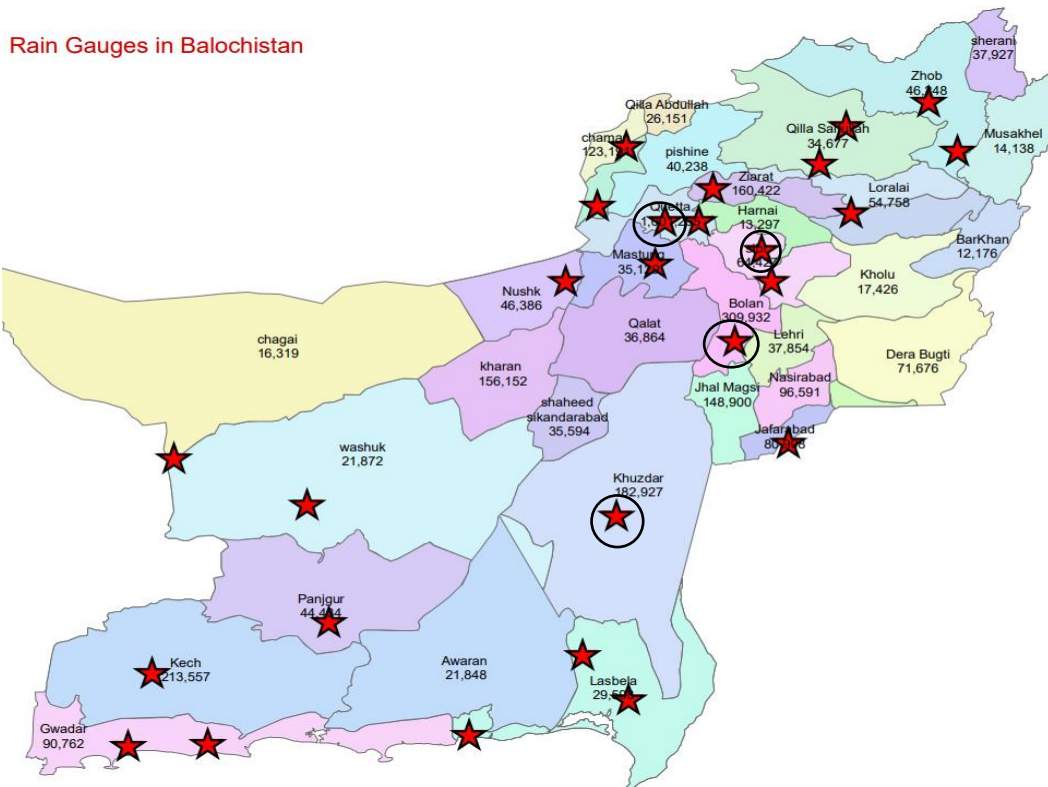 Rain Gauges in Balochistan
sherani
37,927
Zhob
Qilla Abdullah
26,151
Musakhel
14,138
34,677
pishine
40,238
Ziarat
160,422
Loralai
54,758
Harnai
13,297
BarKhan
12,176
Mastung
Kholu
17,426
Nushk
46,386
Bolan
309,932
chagai
16,319
Qalat
36,864
Lehri
37,854
Dera Bugti
71,676
kharan
156,152
Jhal Magsi
148,900
Nasirabad
96,591
shaheed
sikandarabad
35,594
Jafarabad
washuk
21,872
Khuzdar
182,927
Panjgur
Kech
213,557
Awaran
21,848
Lasbela
Gwadar
90,762